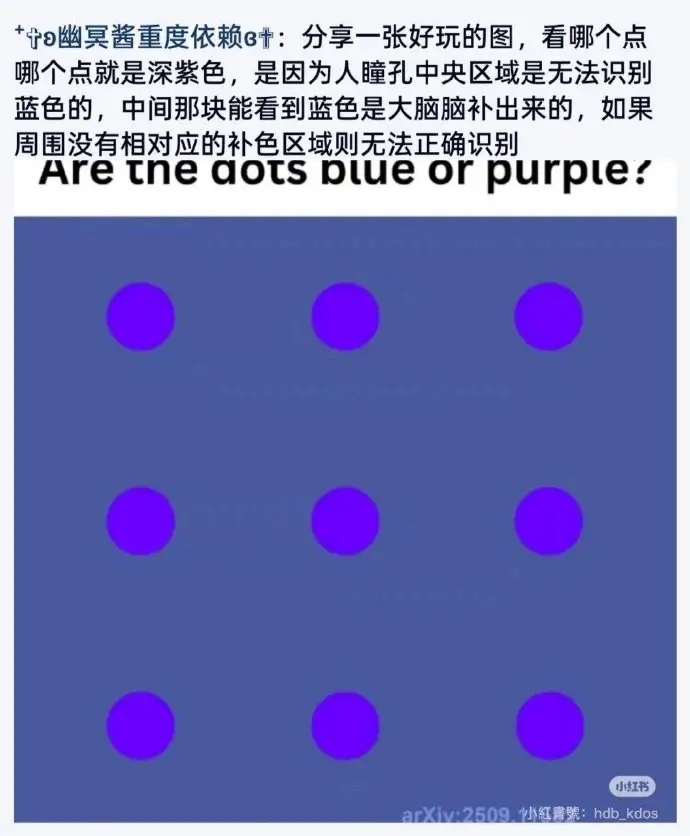 ⁺✞ʚ幽冥酱重度依赖ɞ✟：分享一张好玩的图，看哪个点
哪个点就是深紫色，是因为人瞳孔中央区域是无法识别
蓝色的，中间那块能看到蓝色是大脑脑补出来的，如果
周围没有相对应的补色区域则无法正确识别
Are the dots blue or purple?
小红书
arXiv:2509.
小紅書號：hdb_kdos